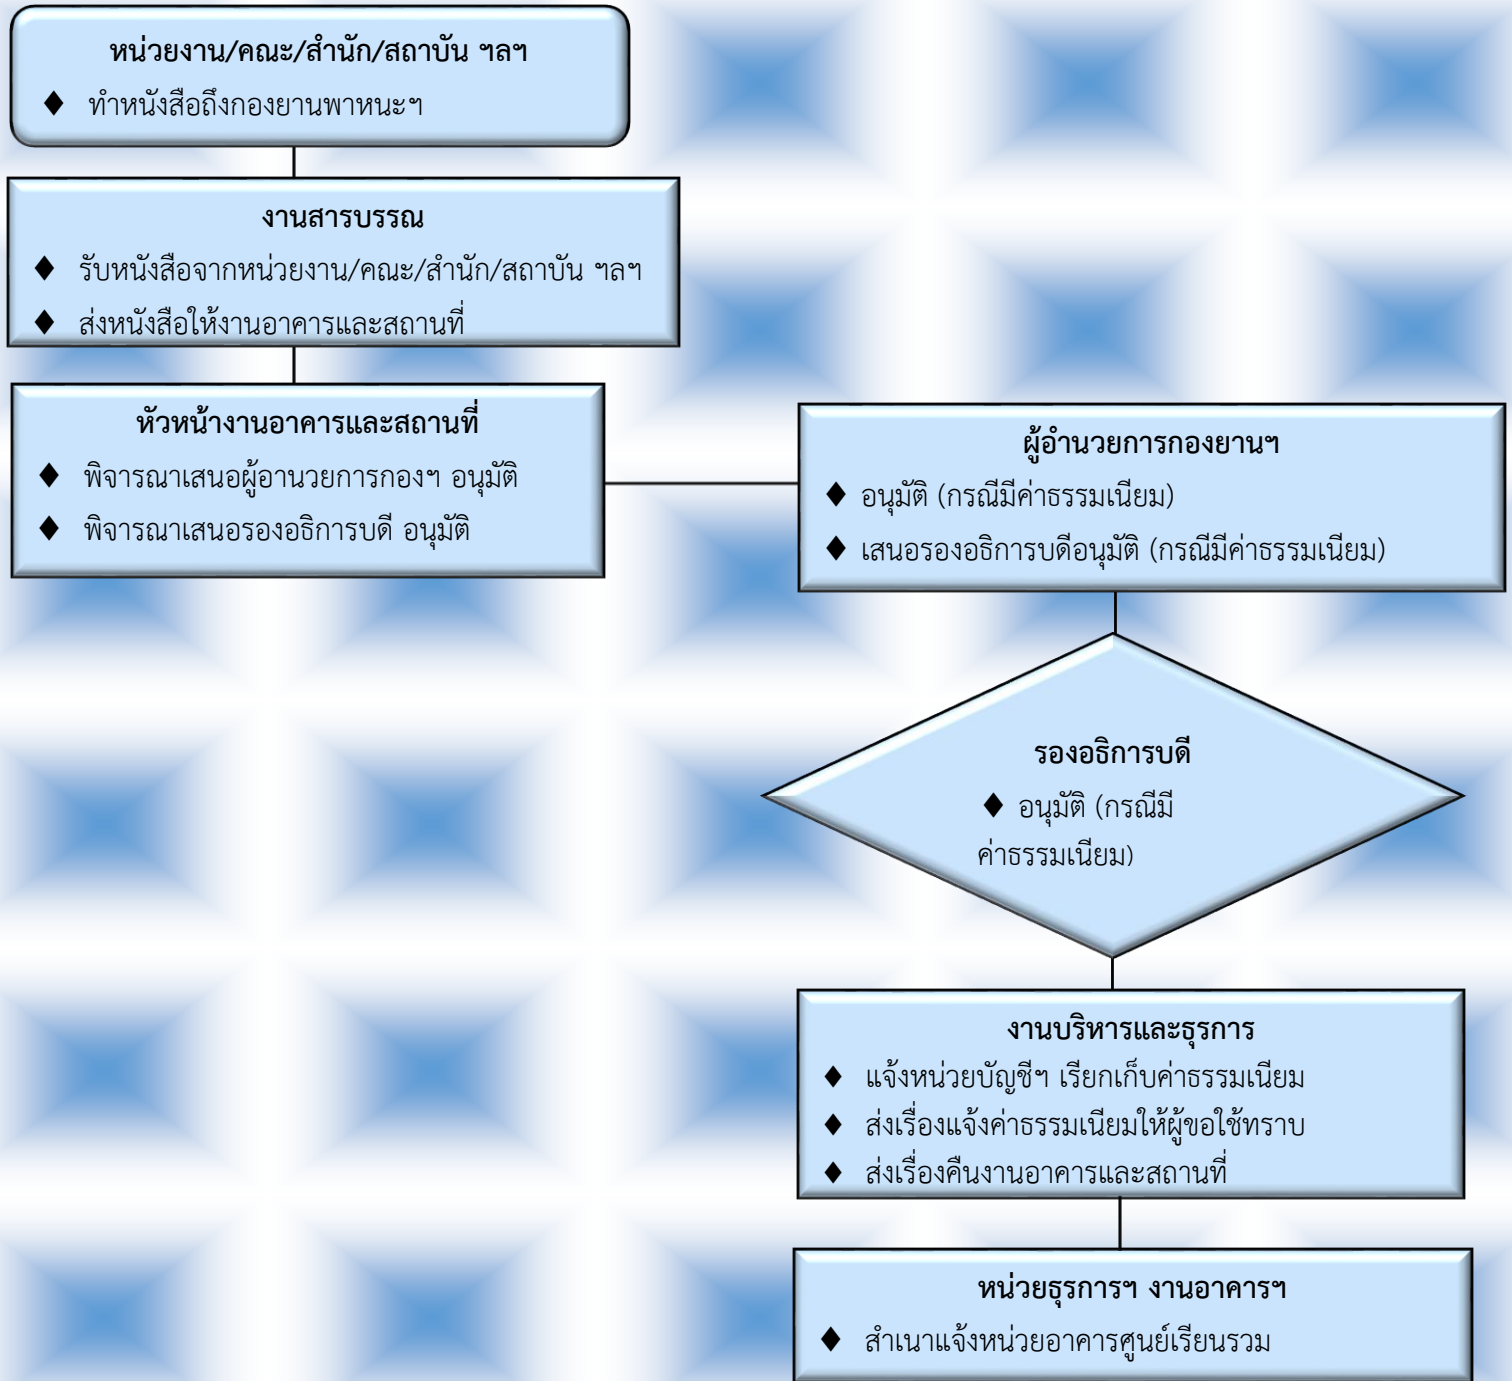 หน่วยงาน/คณะ/สำนัก/สถาบัน ฯลฯ
♦ ทำหนังสือถึงกองยานพาหนะฯ
งานสารบรรณ
♦ รับหนังสือจากหน่วยงาน/คณะ/สำนัก/สถาบัน ฯลฯ
♦ ส่งหนังสือให้งานอาคารและสถานที่
หัวหน้างานอาคารและสถานที่
♦ พิจารณาเสนอผู้อำนวยการกองฯ อนุมัติ
♦ พิจารณาเสนอรองอธิการบดี อนุมัติ
ผู้อำนวยการกองยานฯ
♦ อนุมัติ (กรณีมีค่าธรรมเนียม)
♦ เสนอรองอธิการบดีอนุมัติ (กรณีมีค่าธรรมเนียม)
รองอธิการบดี
♦ อนุมัติ (กรณีมี
ค่าธรรมเนียม)
งานบริหารและธุรการ
♦ แจ้งหน่วยบัญชีฯ เรียกเก็บค่าธรรมเนียม
♦ ส่งเรื่องแจ้งค่าธรรมเนียมให้ผู้ขอใช้ทราบ
♦ ส่งเรื่องคืนงานอาคารและสถานที่
หน่วยธุรการฯ งานอาคารฯ
♦ สำเนาแจ้งหน่วยอาคารศูนย์เรียนรวม